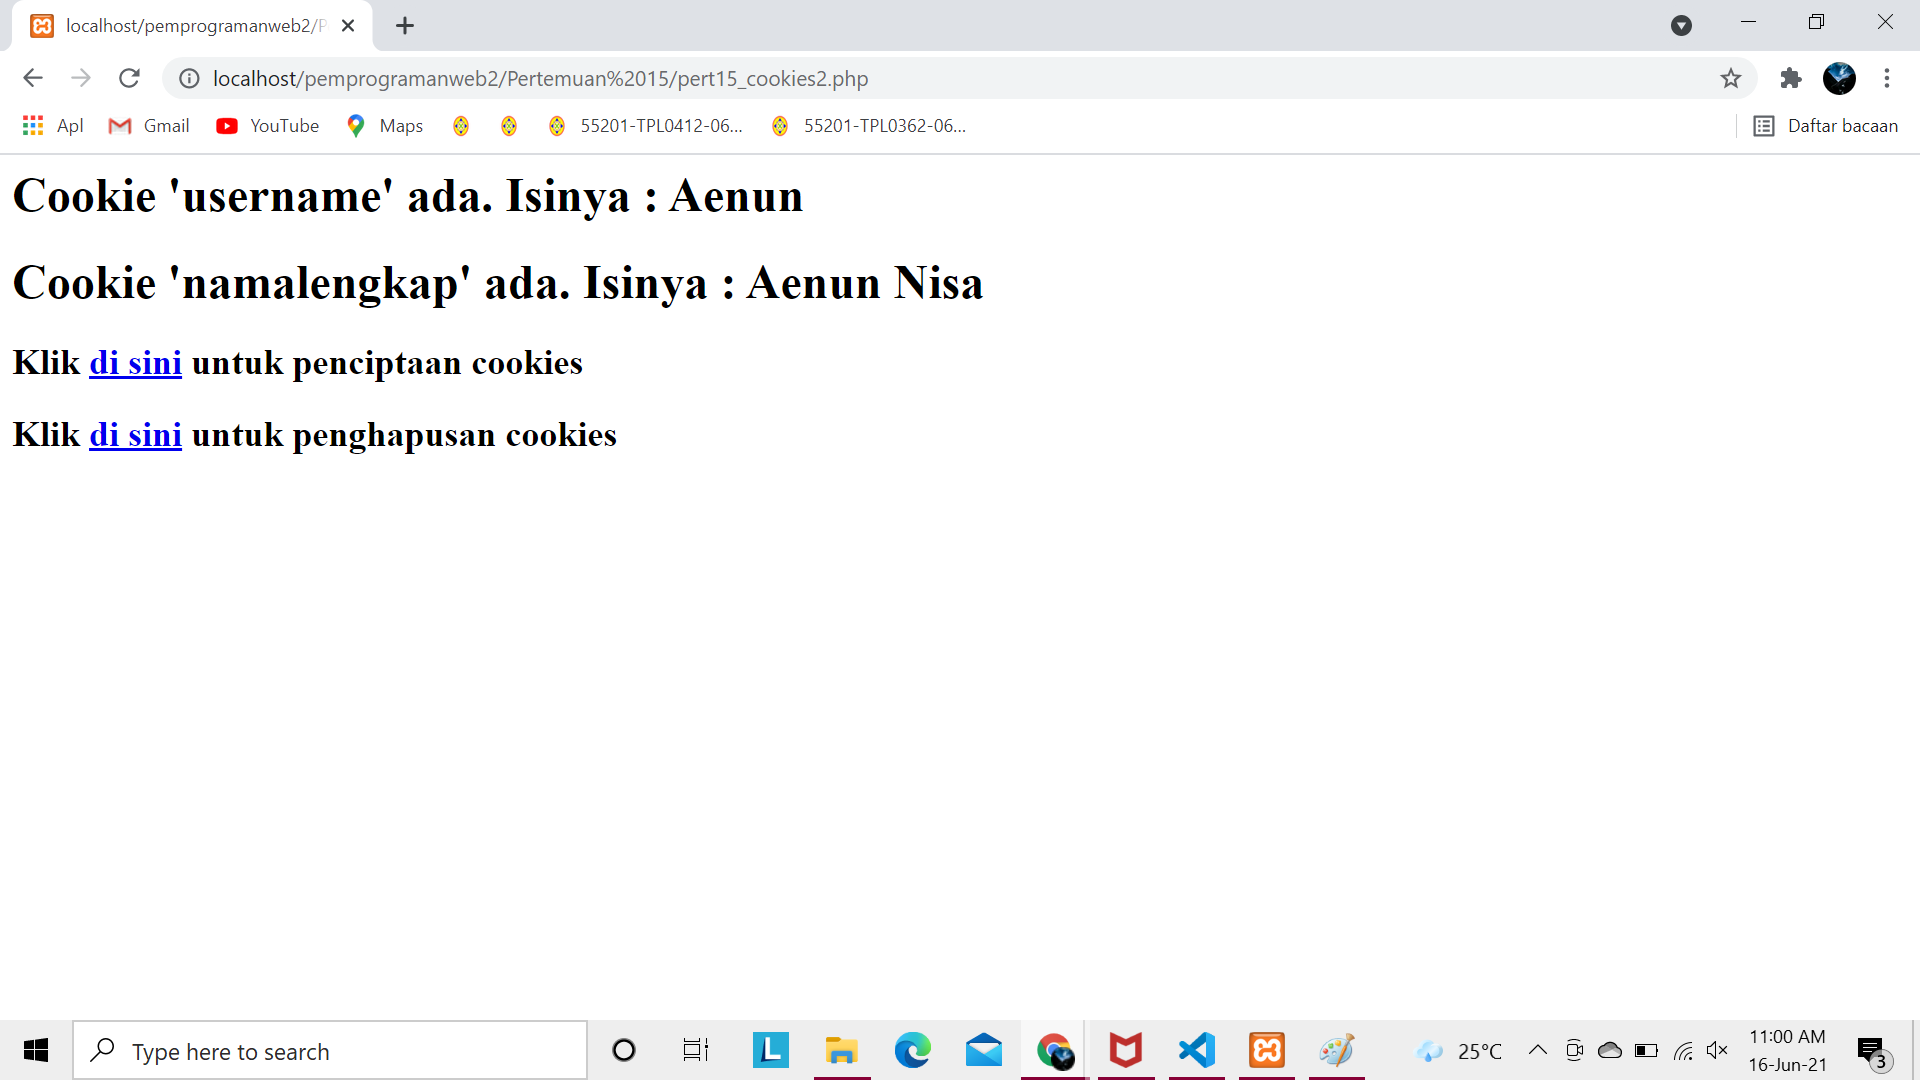 localhost/pemprogramanweb2/P
localhost/pemprogramanweb2/Pertemuan%2015/pert15_cookies2.php
Apl Gmail YouTube Maps 55201-TPL0412-06... 55201-TPL0362-06... Daftar bacaan
Cookie 'username' ada. Isinya : Aenun
Cookie 'namalengkap' ada. Isinya : Aenun Nisa
Klik di sini untuk penciptaan cookies
Klik di sini untuk penghapusan cookies
Type here to search
L
25°C
11:00 AM
16-Jun-21
3